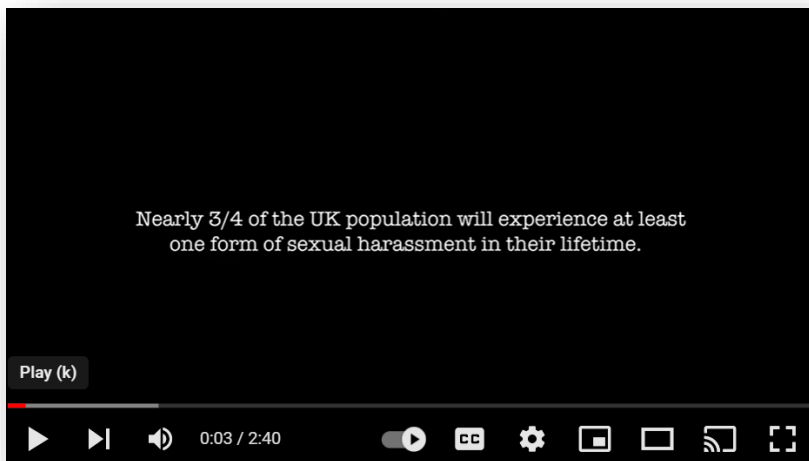 Nearly 3/4 of the UK population will experience at least
one form of sexual harassment in their lifetime.
Play (k)
0:03 / 2:40
CC